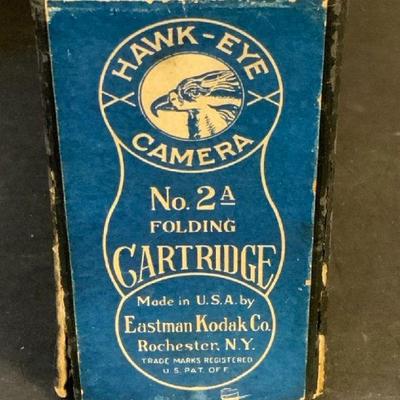 HAWK-EYE
CAMERA
No. 2A
FOLDING
CARTRIDGE
Made in U.S.A. by
Eastman Kodak Co.
Rochester, N.Y.
TRADE MARKS REGISTERED
U.S. PAT. OFF.